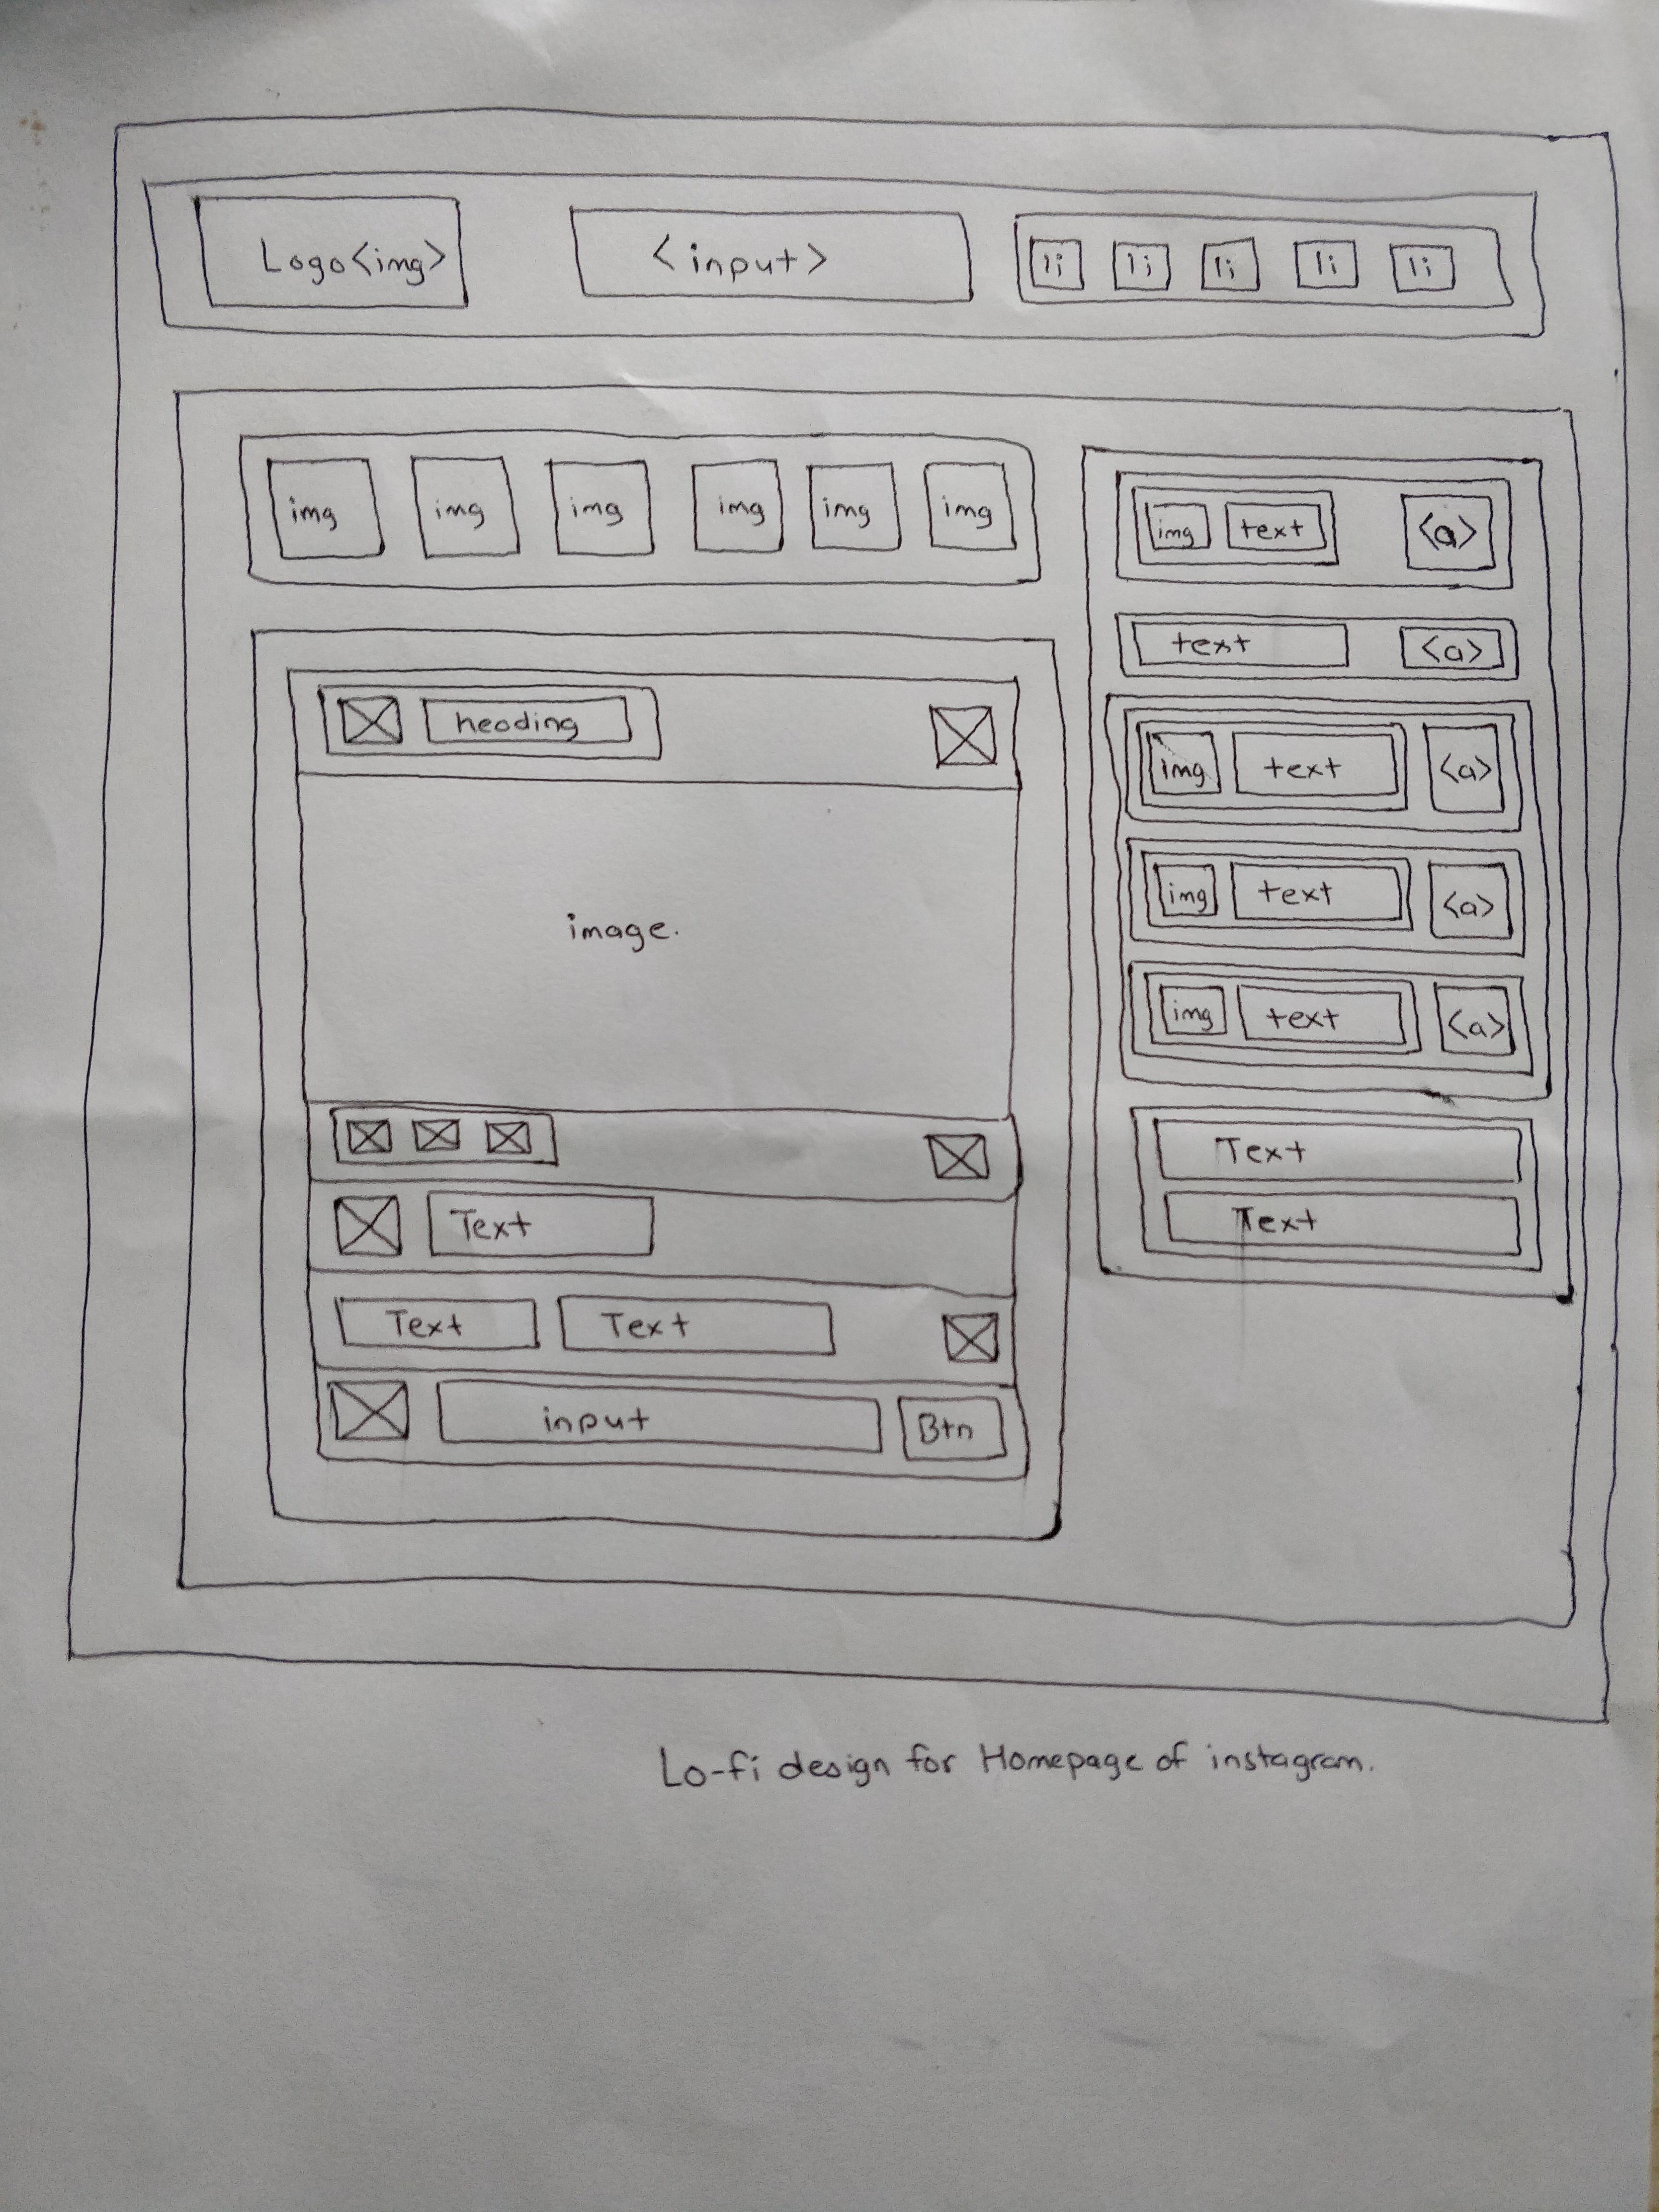 Logo<img>
<input>
li li li li li
img img img img img img
img text <a>
text <a>
img text <a>
img text <a>
img text <a>
Text
Text
heading
image.
Text
Text Text
input Btn
Lo-fi design for Homepage of instagram.